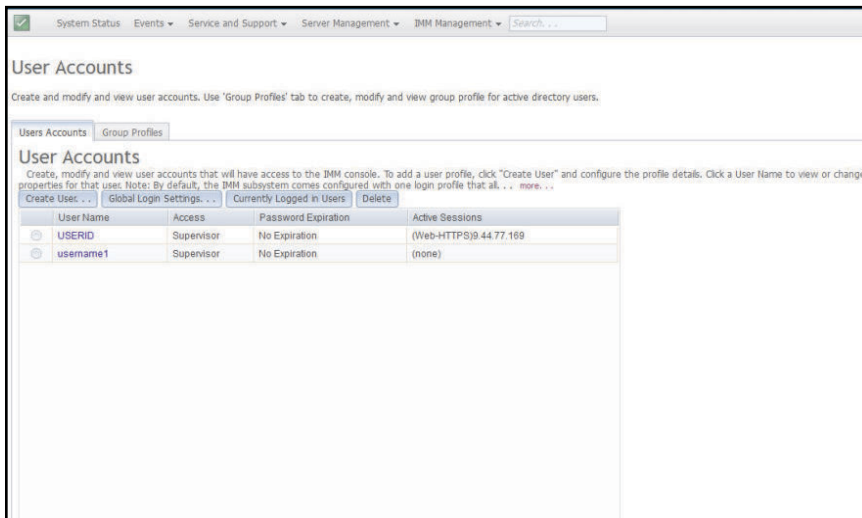 System Status Events Service and Support Server Management IMM Management Search. . .
User Accounts
Create and modify and view user accounts. Use 'Group Profiles' tab to create, modify and view group profile for active directory users.
Users Accounts Group Profiles
User Accounts
Create, modify and view user accounts that will have access to the IMM console. To add a user profile, click "Create User" and configure the profile details. Click a User Name to view or change
properties for that user. Note: By default, the IMM subsystem comes configured with one login profile that all. . . more. . .
Create User. . . Global Login Settings. . . Currently Logged in Users Delete
User Name Access Password Expiration Active Sessions
USERID Supervisor No Expiration (Web-HTTPS)9.44.77.169
username1 Supervisor No Expiration (none)